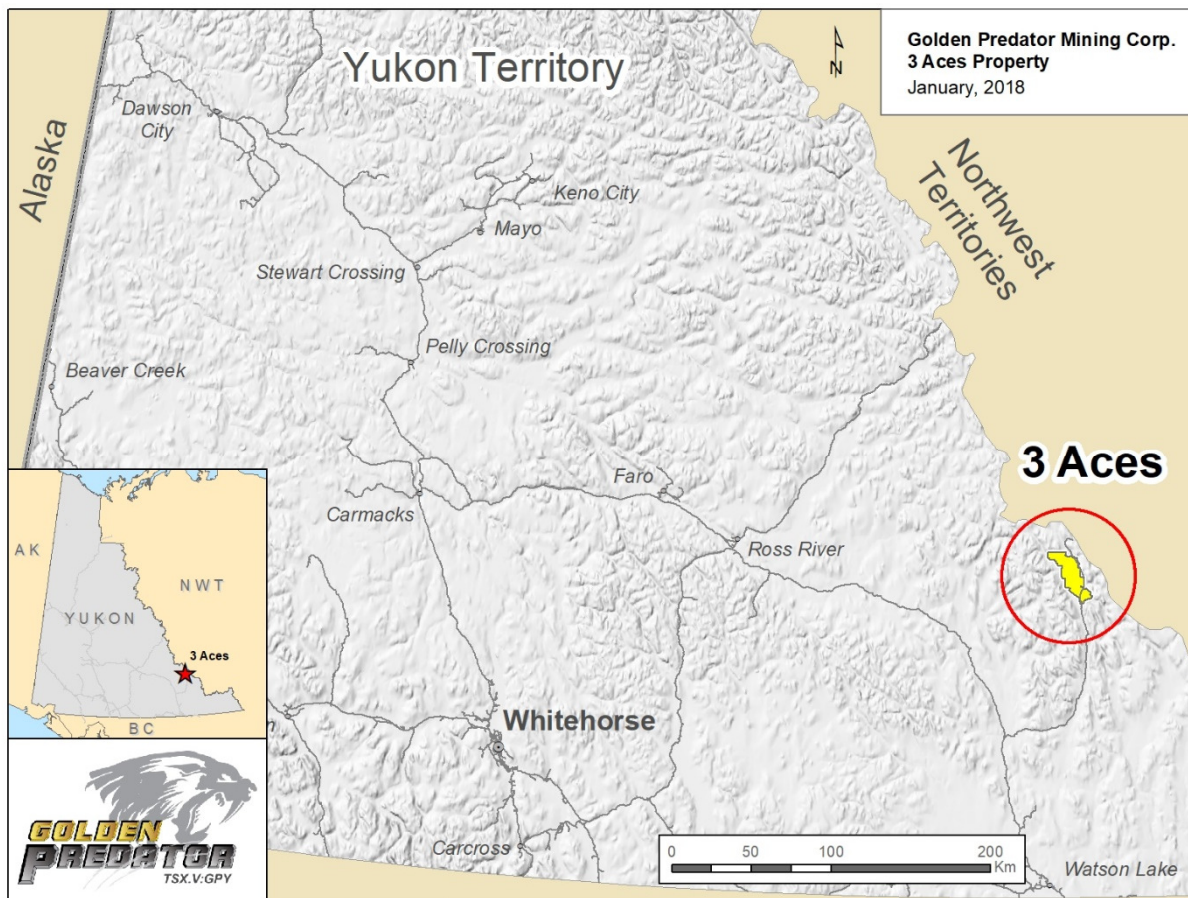 Yukon Territory
Golden Predator Mining Corp.
3 Aces Property
January, 2018
N
Alaska
Northwest
Territories
Dawson
City
Keno City
Mayo
Stewart Crossing
Pelly Crossing
Beaver Creek
3 Aces
Faro
Carmacks
Ross River
Whitehorse
Carcross
Watson Lake
0 50 100 200
Km
AK
NWT
YUKON
3 Aces
BC
GOLDEN
PREDATOR
TSX.V:GPY